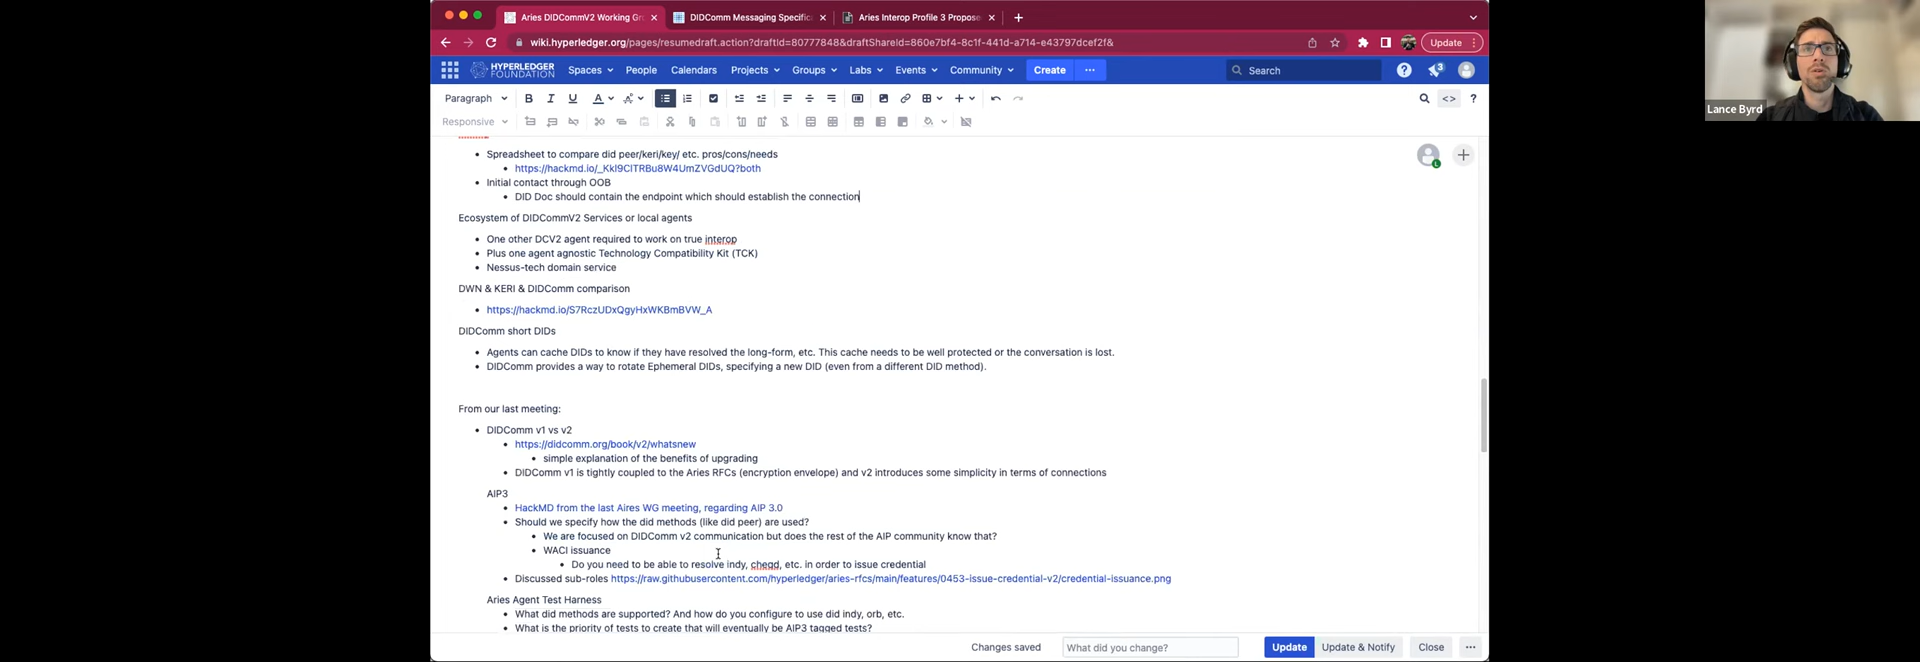 Aries DIDCommV2 Working Gr
DIDComm Messaging Specific
Aries Interop Profile 3 Propose
wiki.hyperledger.org/pages/resumedraft.action?draftId=80777848&draftShareId=860e7bf4-8c1f-441d-a714-e43797dcef2f&
Update
HYPERLEDGER
FOUNDATION
Spaces
People
Calendars
Projects
Groups
Labs
Events
Community
Create
Search
3
Paragraph
B I U A
Responsive
Spreadsheet to compare did peer/keri/key/ etc. pros/cons/needs
https://hackmd.io/_KkI9ClTRBu8W4UmZVGdUQ?both
Initial contact through OOB
DID Doc should contain the endpoint which should establish the connection
Ecosystem of DIDCommV2 Services or local agents
One other DCV2 agent required to work on true interop
Plus one agent agnostic Technology Compatibility Kit (TCK)
Nessus-tech domain service
DWN & KERI & DIDComm comparison
https://hackmd.io/S7RczUDxQgyHxWKBmBVW_A
DIDComm short DIDs
Agents can cache DIDs to know if they have resolved the long-form, etc. This cache needs to be well protected or the conversation is lost.
DIDComm provides a way to rotate Ephemeral DIDs, specifying a new DID (even from a different DID method).
From our last meeting:
DIDComm v1 vs v2
https://didcomm.org/book/v2/whatsnew
simple explanation of the benefits of upgrading
DIDComm v1 is tightly coupled to the Aries RFCs (encryption envelope) and v2 introduces some simplicity in terms of connections
AIP3
HackMD from the last Aires WG meeting, regarding AIP 3.0
Should we specify how the did methods (like did peer) are used?
We are focused on DIDComm v2 communication but does the rest of the AIP community know that?
WACI issuance
Do you need to be able to resolve indy, cheqd, etc. in order to issue credential
Discussed sub-roles https://raw.githubusercontent.com/hyperledger/aries-rfcs/main/features/0453-issue-credential-v2/credential-issuance.png
Aries Agent Test Harness
What did methods are supported? And how do you configure to use did indy, orb, etc.
What is the priority of tests to create that will eventually be AIP3 tagged tests?
Changes saved
What did you change?
Update
Update & Notify
Close
Lance Byrd